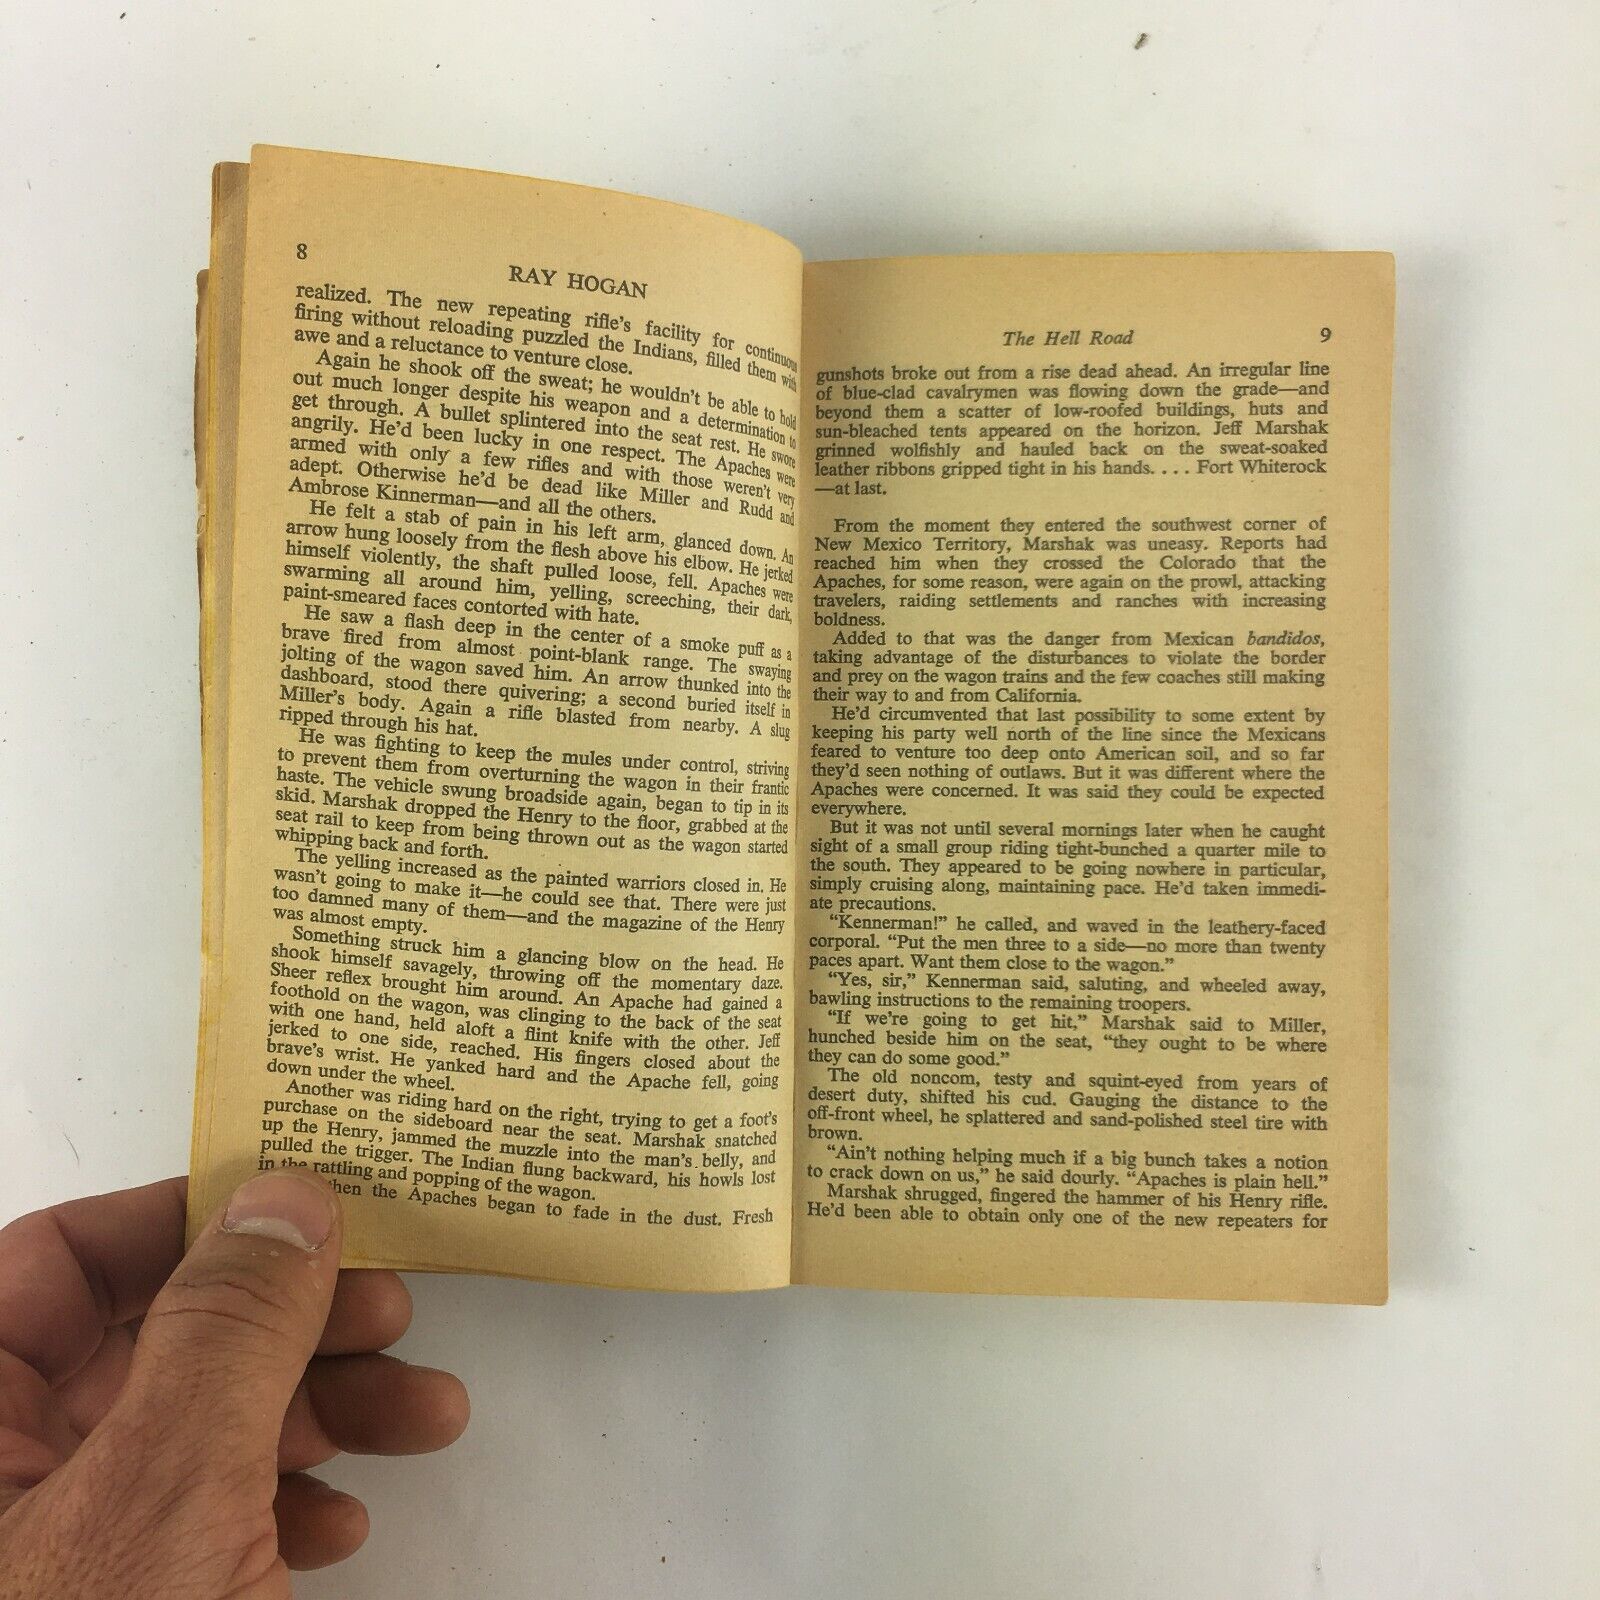 8
RAY HOGAN
realized. The new repeating rifle's facility for continuous
firing without reloading puzzled the Indians, filled them with
awe and a reluctance to venture close.
Again he shook off the sweat; he wouldn't be able to hold
out much longer despite his weapon and a determination to
get through. A bullet splintered into the seat rest. He swore
angrily. He'd been lucky in one respect. The Apaches were
armed with only a few rifles and with those weren't very
adept. Otherwise he'd be dead like Miller and Rudd and
Ambrose Kinnerman—and all the others.
He felt a stab of pain in his left arm, glanced down. An
arrow hung loosely from the flesh above his elbow. He jerked
himself violently, the shaft pulled loose, fell. Apaches were
swarming all around him, yelling, screeching, their dark,
paint-smeared faces contorted with hate.
He saw a flash deep in the center of a smoke puff as a
brave fired from almost point-blank range. The swaying
jolting of the wagon saved him. An arrow thunked into the
dashboard, stood there quivering; a second buried itself in
Miller's body. Again a rifle blasted from nearby. A slug
ripped through his hat.
He was fighting to keep the mules under control, striving
to prevent them from overturning the wagon in their frantic
haste. The vehicle swung broadside again, began to tip in its
skid. Marshak dropped the Henry to the floor, grabbed at the
seat rail to keep from being thrown out as the wagon started
whipping back and forth.
The yelling increased as the painted warriors closed in. He
wasn't going to make it—he could see that. There were just
too damned many of them—and the magazine of the Henry
was almost empty.
Something struck him a glancing blow on the head. He
shook himself savagely, throwing off the momentary daze.
Sheer reflex brought him around. An Apache had gained a
foothold on the wagon, was clinging to the back of the seat
with one hand, held aloft a flint knife with the other. Jeff
jerked to one side, reached. His fingers closed about the
brave's wrist. He yanked hard and the Apache fell, going
down under the wheel.
Another was riding hard on the right, trying to get a foot's
purchase on the sideboard near the seat. Marshak snatched
up the Henry, jammed the muzzle into the man's belly, and
pulled the trigger. The Indian flung backward, his howls lost
in the rattling and popping of the wagon.
then the Apaches began to fade in the dust. Fresh
The Hell Road
9
gunshots broke out from a rise dead ahead. An irregular line
of blue-clad cavalrymen was flowing down the grade—and
beyond them a scatter of low-roofed buildings, huts and
sun-bleached tents appeared on the horizon. Jeff Marshak
grinned wolfishly and hauled back on the sweat-soaked
leather ribbons gripped tight in his hands. . . . Fort Whiterock
—at last.
From the moment they entered the southwest corner of
New Mexico Territory, Marshak was uneasy. Reports had
reached him when they crossed the Colorado that the
Apaches, for some reason, were again on the prowl, attacking
travelers, raiding settlements and ranches with increasing
boldness.
Added to that was the danger from Mexican bandidos,
taking advantage of the disturbances to violate the border
and prey on the wagon trains and the few coaches still making
their way to and from California.
He'd circumvented that last possibility to some extent by
keeping his party well north of the line since the Mexicans
feared to venture too deep onto American soil, and so far
they'd seen nothing of outlaws. But it was different where the
Apaches were concerned. It was said they could be expected
everywhere.
But it was not until several mornings later when he caught
sight of a small group riding tight-bunched a quarter mile to
the south. They appeared to be going nowhere in particular,
simply cruising along, maintaining pace. He'd taken immedi-
ate precautions.
"Kennerman!" he called, and waved in the leathery-faced
corporal. "Put the men three to a side—no more than twenty
paces apart. Want them close to the wagon."
"Yes, sir," Kennerman said, saluting, and wheeled away,
bawling instructions to the remaining troopers.
"If we're going to get hit," Marshak said to Miller,
hunched beside him on the seat, "they ought to be where
they can do some good."
The old noncom, testy and squint-eyed from years of
desert duty, shifted his cud. Gauging the distance to the
off-front wheel, he splattered and sand-polished steel tire with
brown.
"Ain't nothing helping much if a big bunch takes a notion
to crack down on us," he said dourly. "Apaches is plain hell."
Marshak shrugged, fingered the hammer of his Henry rifle.
He'd been able to obtain only one of the new repeaters for